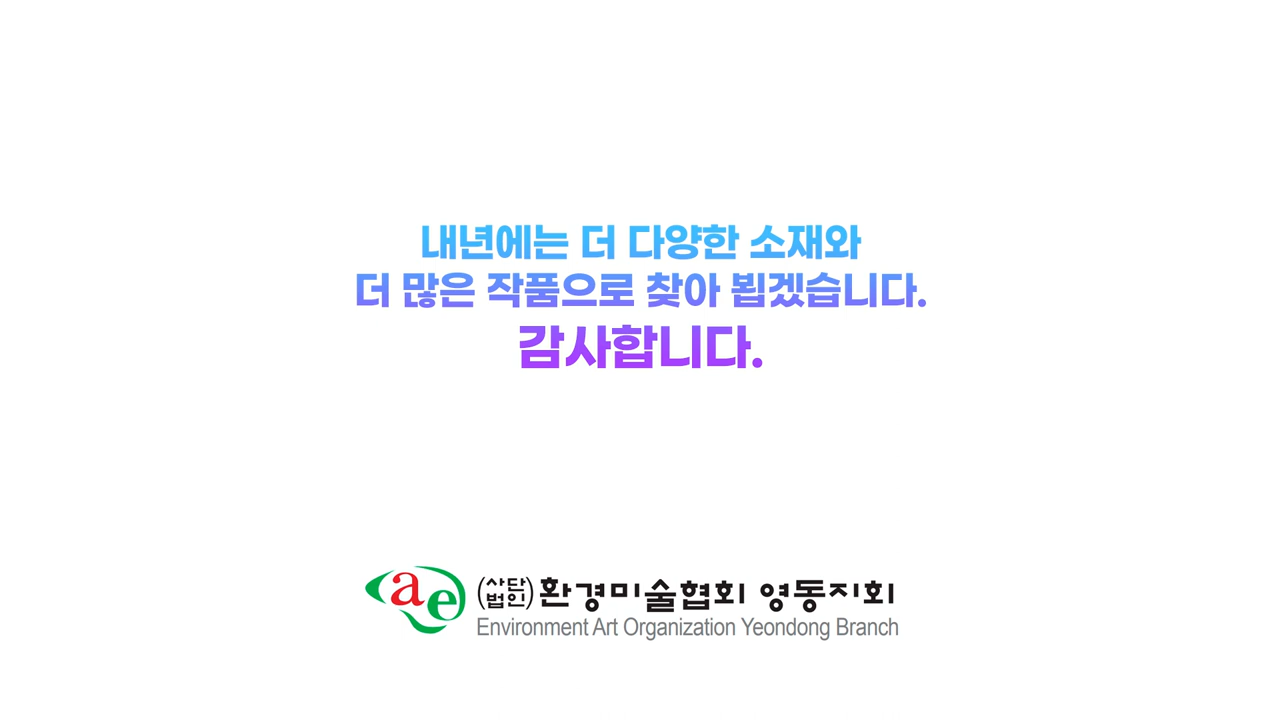 내년에는 더 다양한 소재와
더 많은 작품으로 찾아 뵙겠습니다.
감사합니다.
ae (사단법인)환경미술협회 영동지회
Environment Art Organization Yeondong Branch